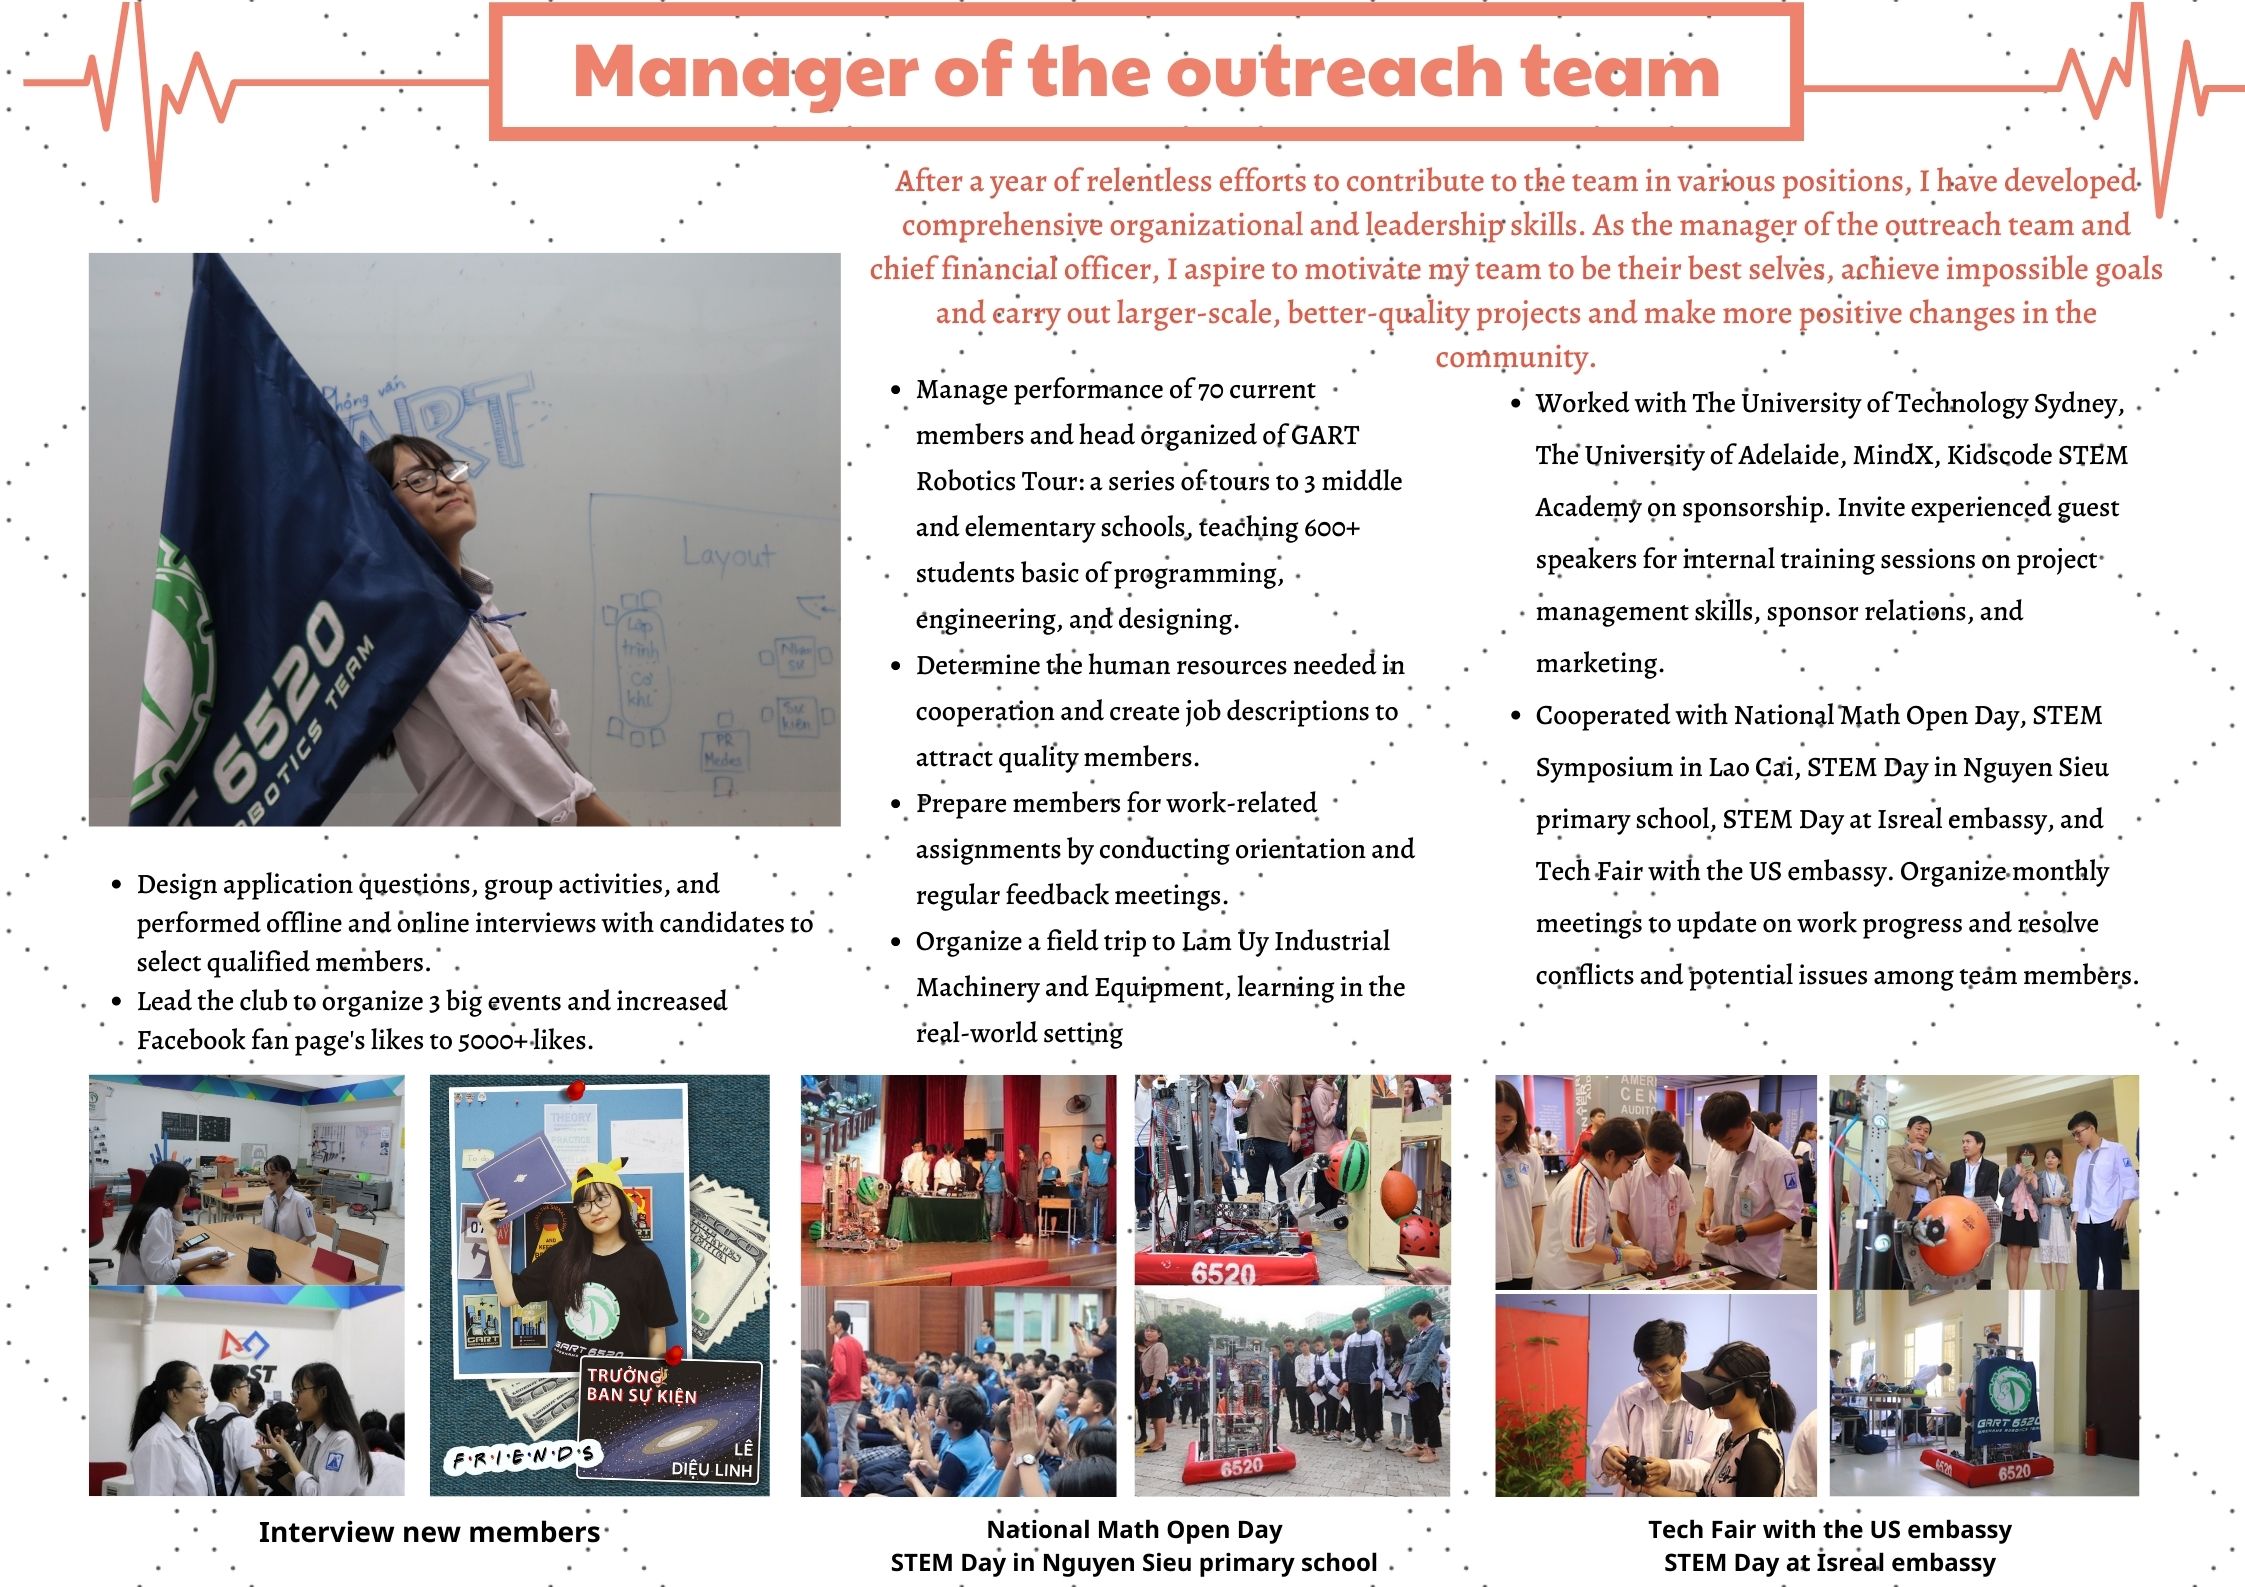 Manager of the outreach team
After a year of relentless efforts to contribute to the team in various positions, I have developed
comprehensive organizational and leadership skills. As the manager of the outreach team and
chief financial officer, I aspire to motivate my team to be their best selves, achieve impossible goals
and carry out larger-scale, better-quality projects and make more positive changes in the
community.
Phỏng vấn
GART
Layout
Lập
trình
Cơ
khí
Nhân
sự
Sự
kiện
PR
Medes
6520
ROBOTICS TEAM
• Design application questions, group activities, and
performed offline and online interviews with candidates to
select qualified members.
• Lead the club to organize 3 big events and increased
Facebook fan page's likes to 5000+ likes.
• Manage performance of 70 current
members and head organized of GART
Robotics Tour: a series of tours to 3 middle
and elementary schools, teaching 600+
students basic of programming,
engineering, and designing.
• Determine the human resources needed in
cooperation and create job descriptions to
attract quality members.
• Prepare members for work-related
assignments by conducting orientation and
regular feedback meetings.
• Organize a field trip to Lam Uy Industrial
Machinery and Equipment, learning in the
real-world setting
• Worked with The University of Technology Sydney,
The University of Adelaide, MindX, Kidscode STEM
Academy on sponsorship. Invite experienced guest
speakers for internal training sessions on project
management skills, sponsor relations, and
marketing.
• Cooperated with National Math Open Day, STEM
Symposium in Lao Cai, STEM Day in Nguyen Sieu
primary school, STEM Day at Isreal embassy, and
Tech Fair with the US embassy. Organize monthly
meetings to update on work progress and resolve
conflicts and potential issues among team members.
THEORY
PRACTICE
To do
GART
GART 6520
TRƯỞNG
BAN SỰ KIỆN
LÊ
DIỆU LINH
F·R·I·E·N·D·S
6520
6520
AMERI
CEN
AUDITO
GART 6520
6520
6520
Interview new members
National Math Open Day
STEM Day in Nguyen Sieu primary school
Tech Fair with the US embassy
STEM Day at Isreal embassy